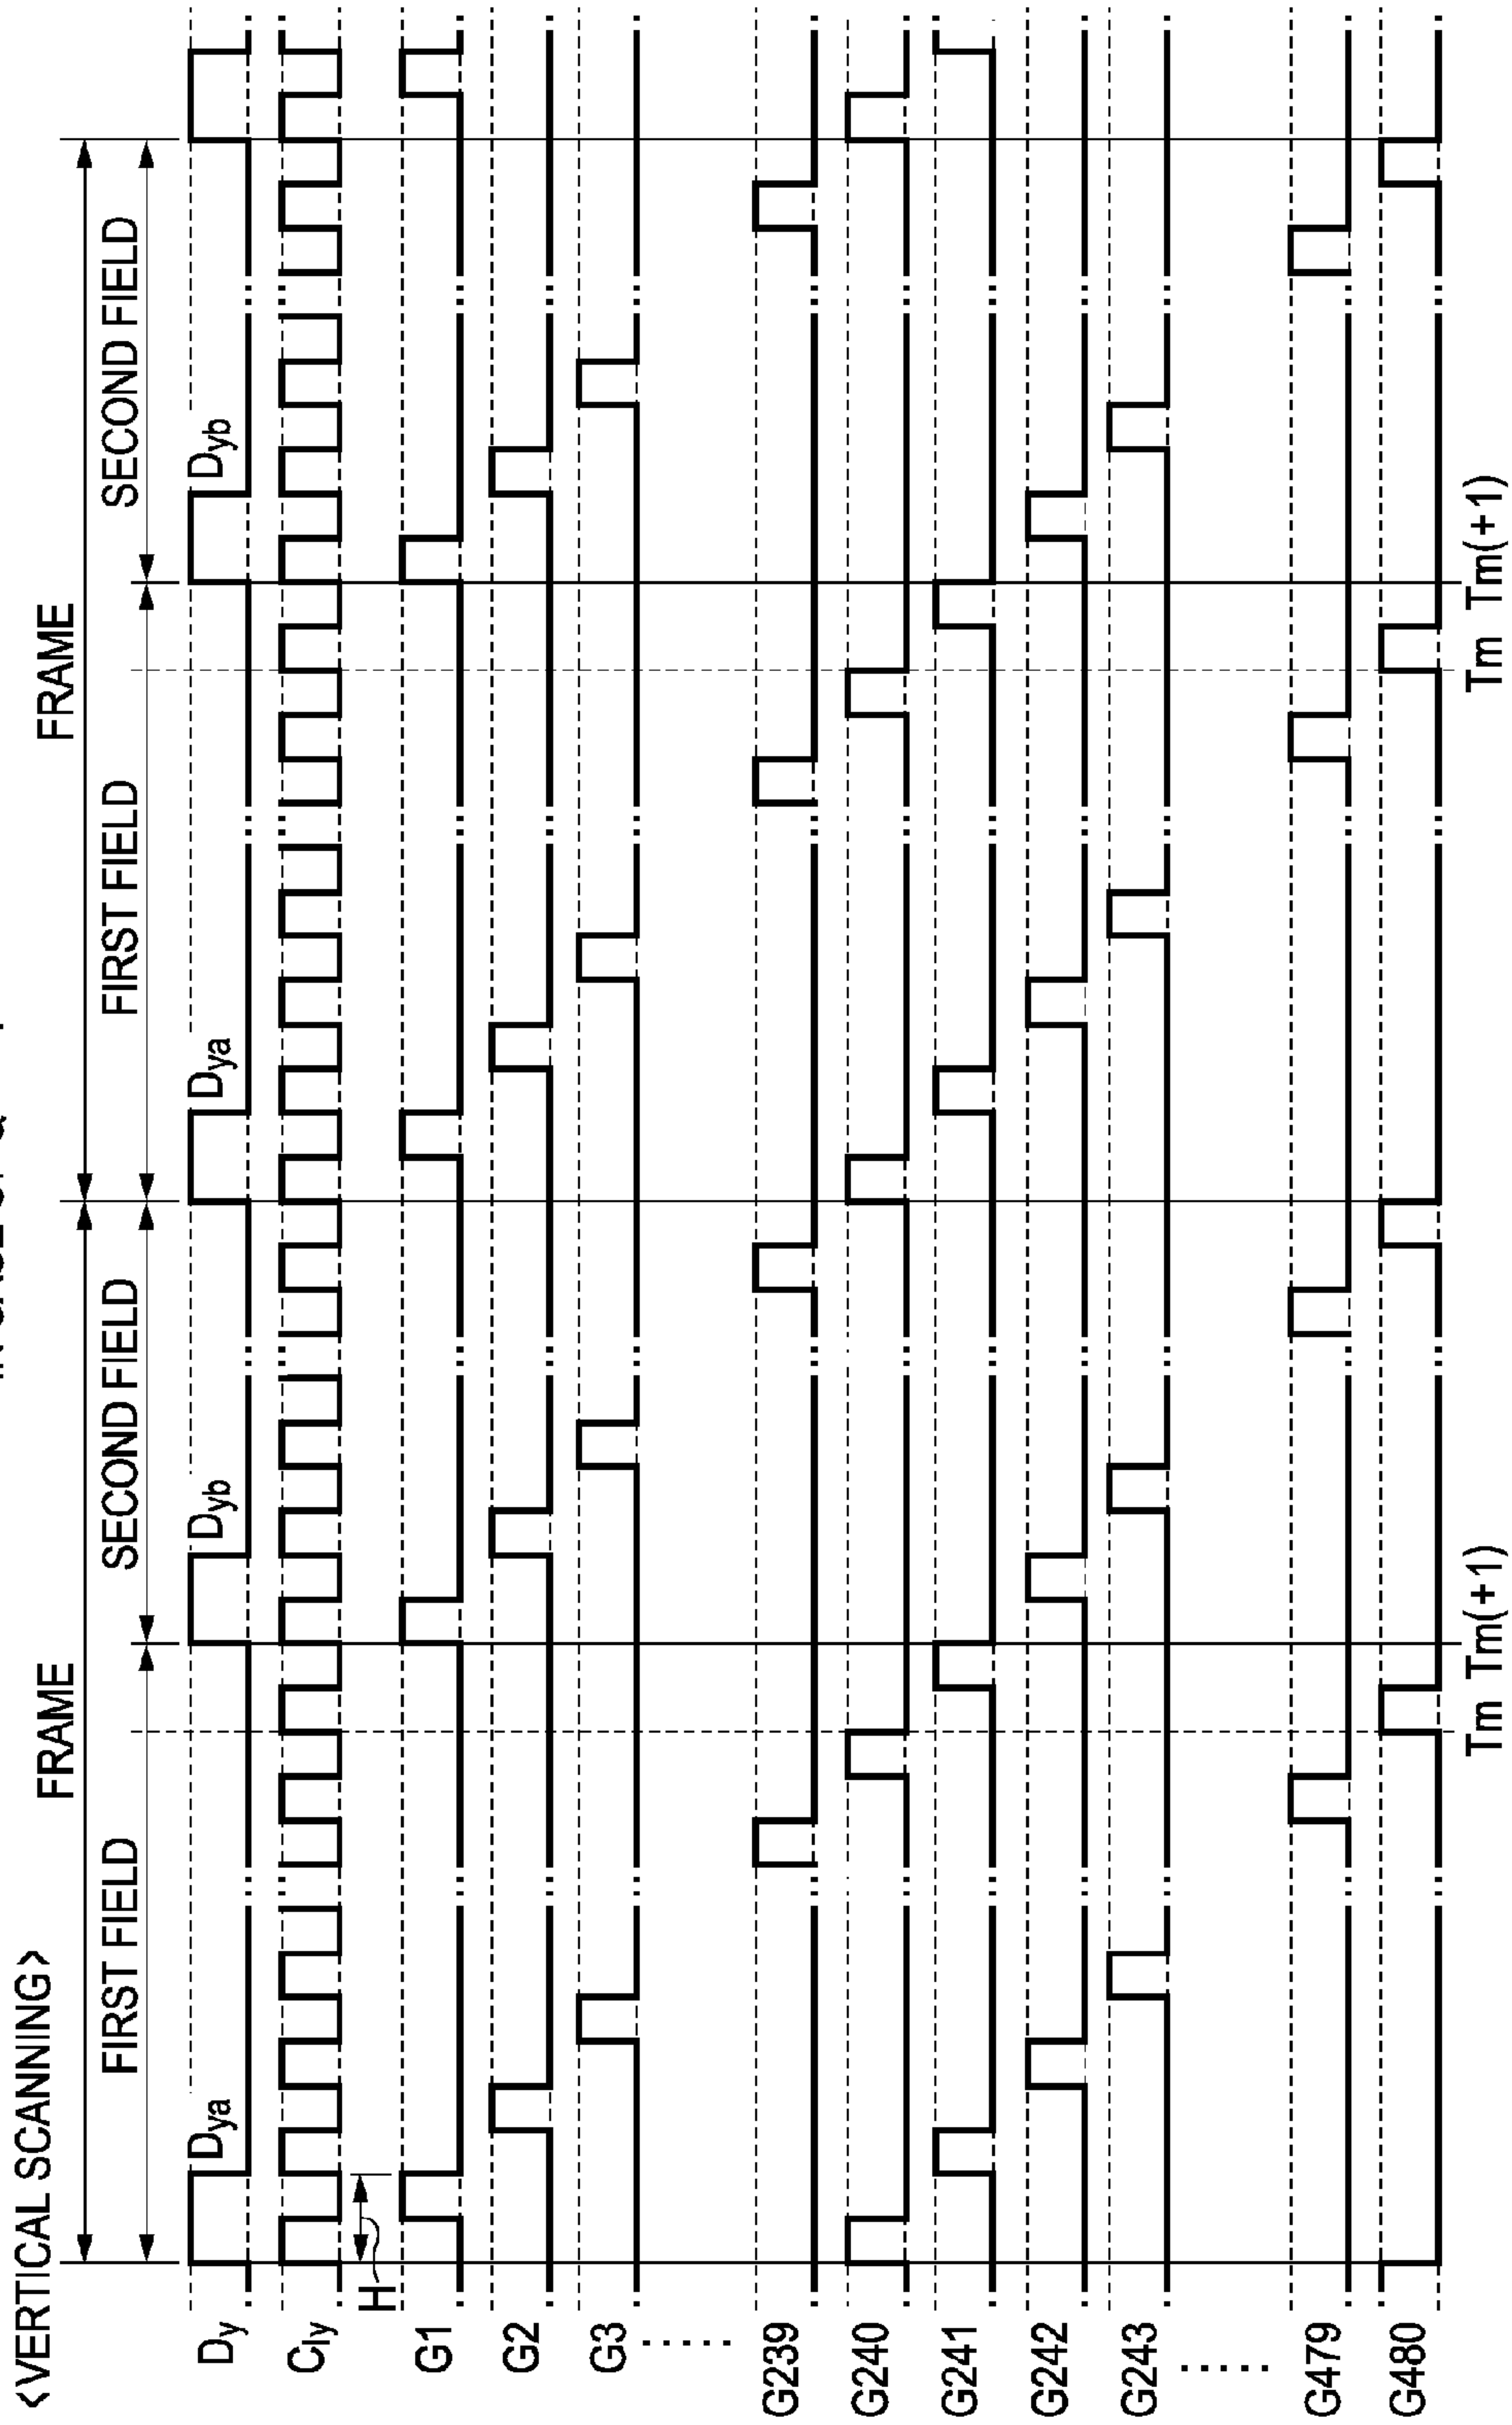 <VERTICAL SCANNING>
FRAME FRAME
FIRST FIELD SECOND FIELD FIRST FIELD SECOND FIELD
Dy Dya Dyb Dya Dyb
Cly
H
G1
G2
G3
·····
G239
G240
G241
G242
G243
·····
G479
G480
Tm Tm(+1) Tm Tm(+1)